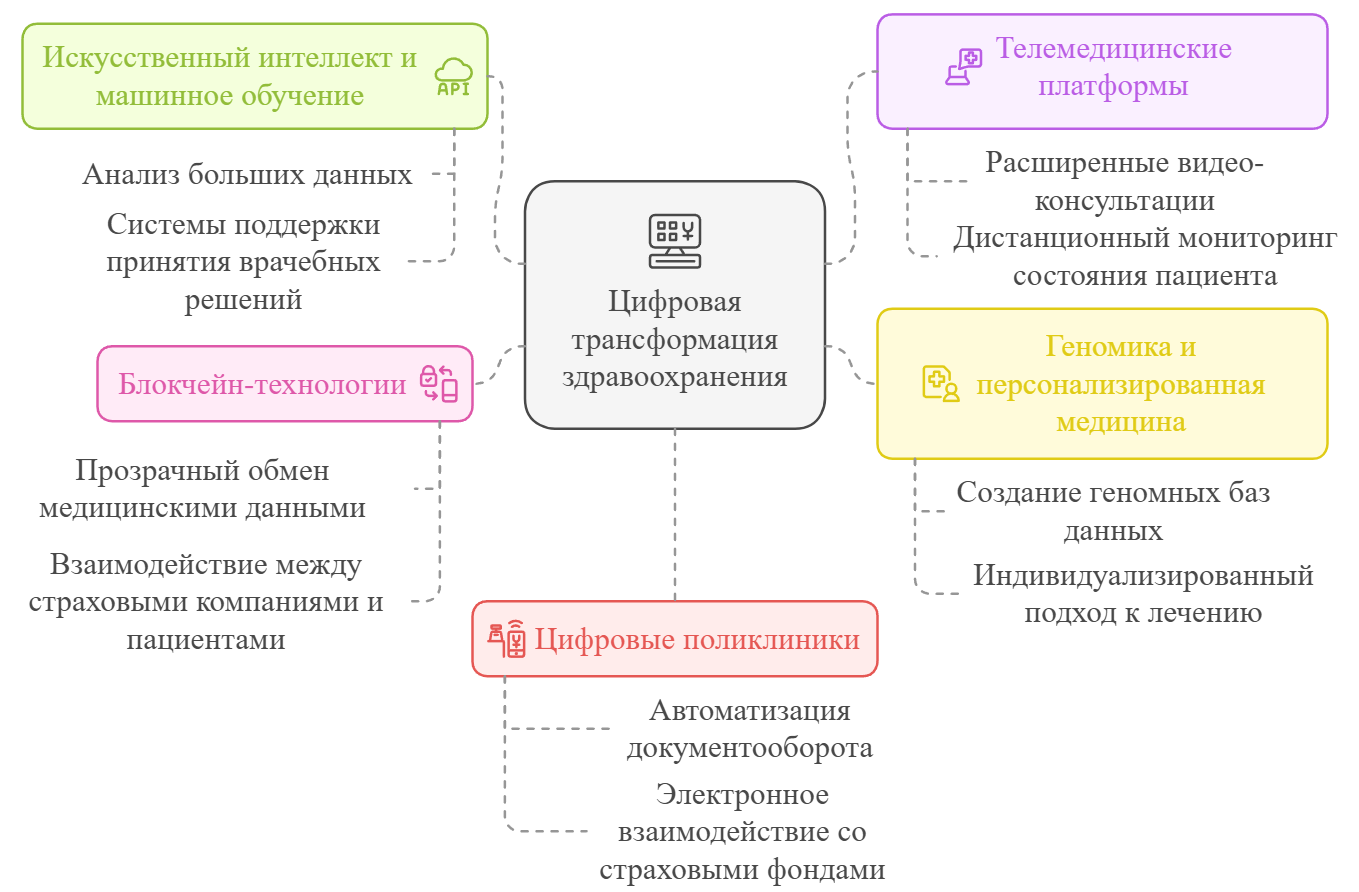 Искусственный интеллект и
машинное обучение
API
Анализ больших данных
Системы поддержки
принятия врачебных
решений
Блокчейн-технологии
Прозрачный обмен
медицинскими данными
Взаимодействие между
страховыми компаниями и
пациентами
Цифровая
трансформация
здравоохранения
Телемедицинские
платформы
Расширенные видео-
консультации
Дистанционный мониторинг
состояния пациента
Геномика и
персонализированная
медицина
Создание геномных баз
данных
Индивидуализированный
подход к лечению
Цифровые поликлиники
Автоматизация
документооборота
Электронное
взаимодействие со
страховыми фондами